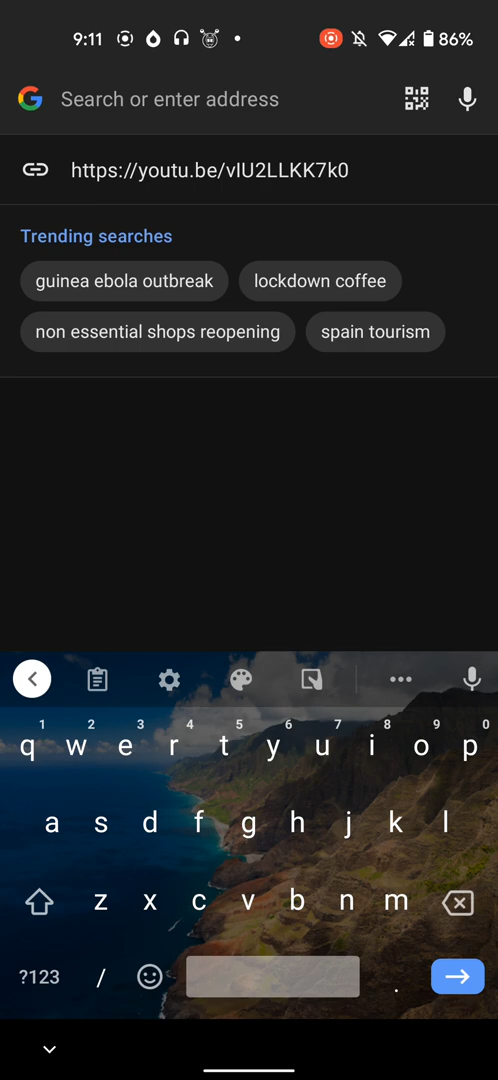 9:11 86%
Search or enter address
https://youtu.be/vIU2LLKK7k0
Trending searches
guinea ebola outbreak lockdown coffee
non essential shops reopening spain tourism
1 2 3 4 5 6 7 8 9 0
q w e r t y u i o p
a s d f g h j k l
z x c v b n m
?123 / .